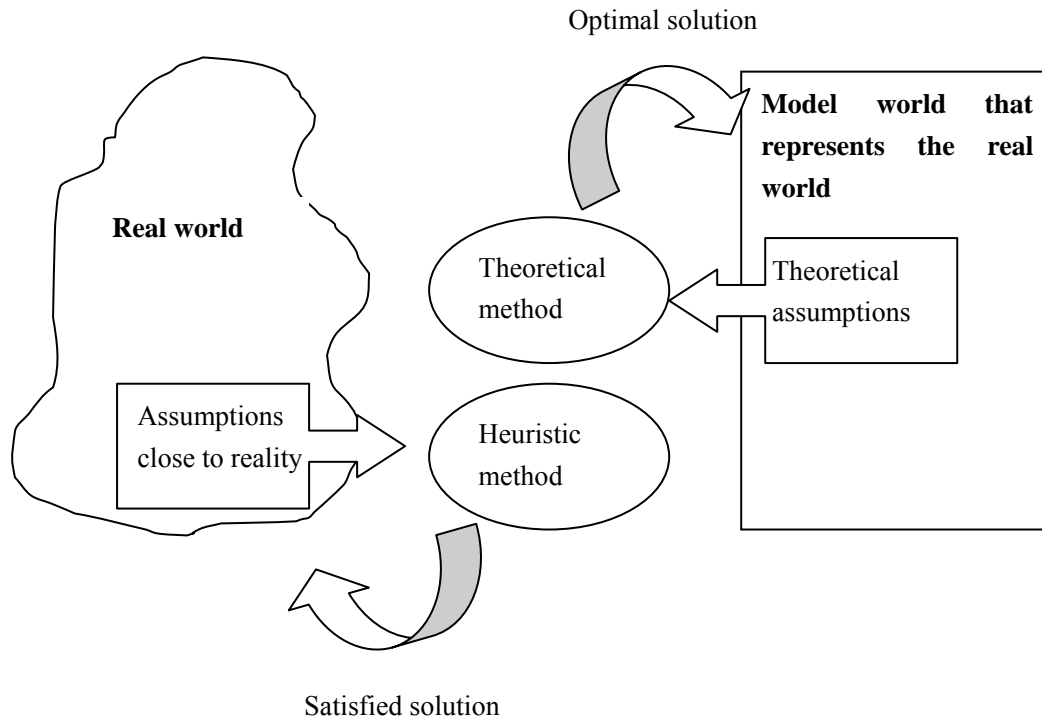 Optimal solution
Model world that
represents the real
world
Real world
Theoretical
method
Theoretical
assumptions
Assumptions
close to reality
Heuristic
method
Satisfied solution